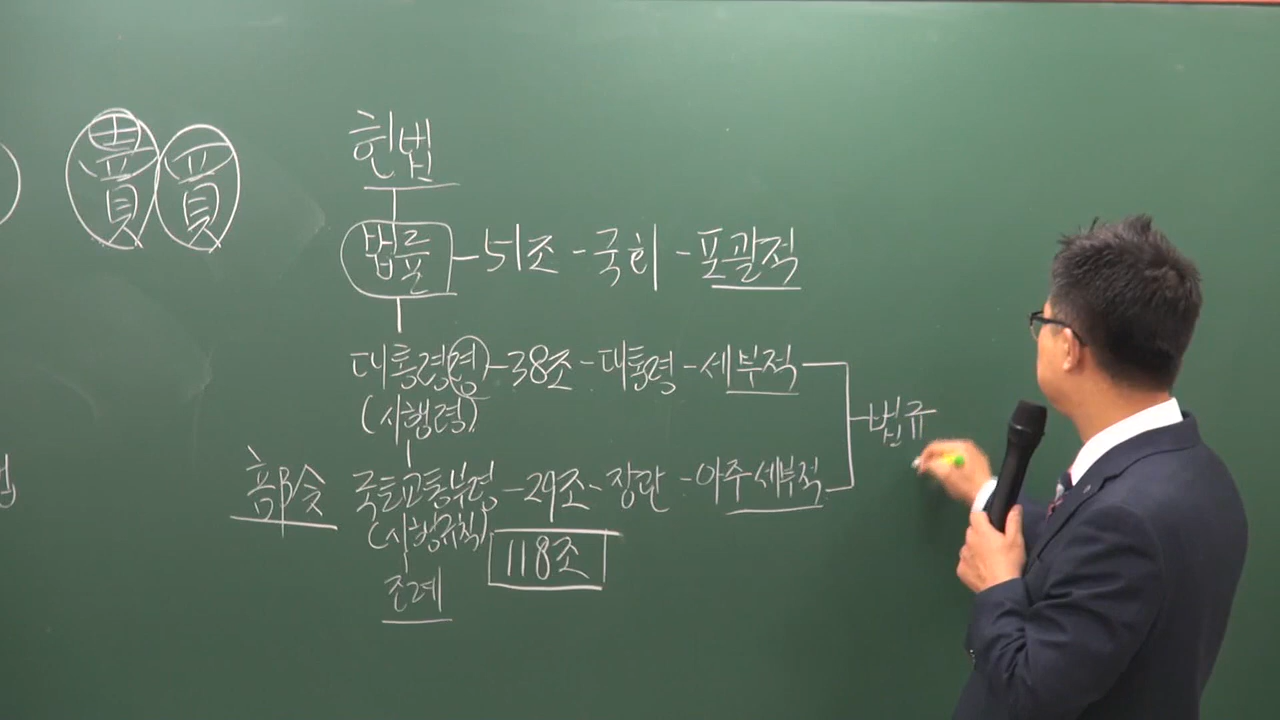 賣 買
헌법
법률 - 51조 - 국회 - 포괄적
대통령령 - 38조 - 대통령 - 세부적
(시행령)
법규
部令 국토교통부령 - 29조 - 장관 - 아주 세부적
(시행규칙)
118조
조례